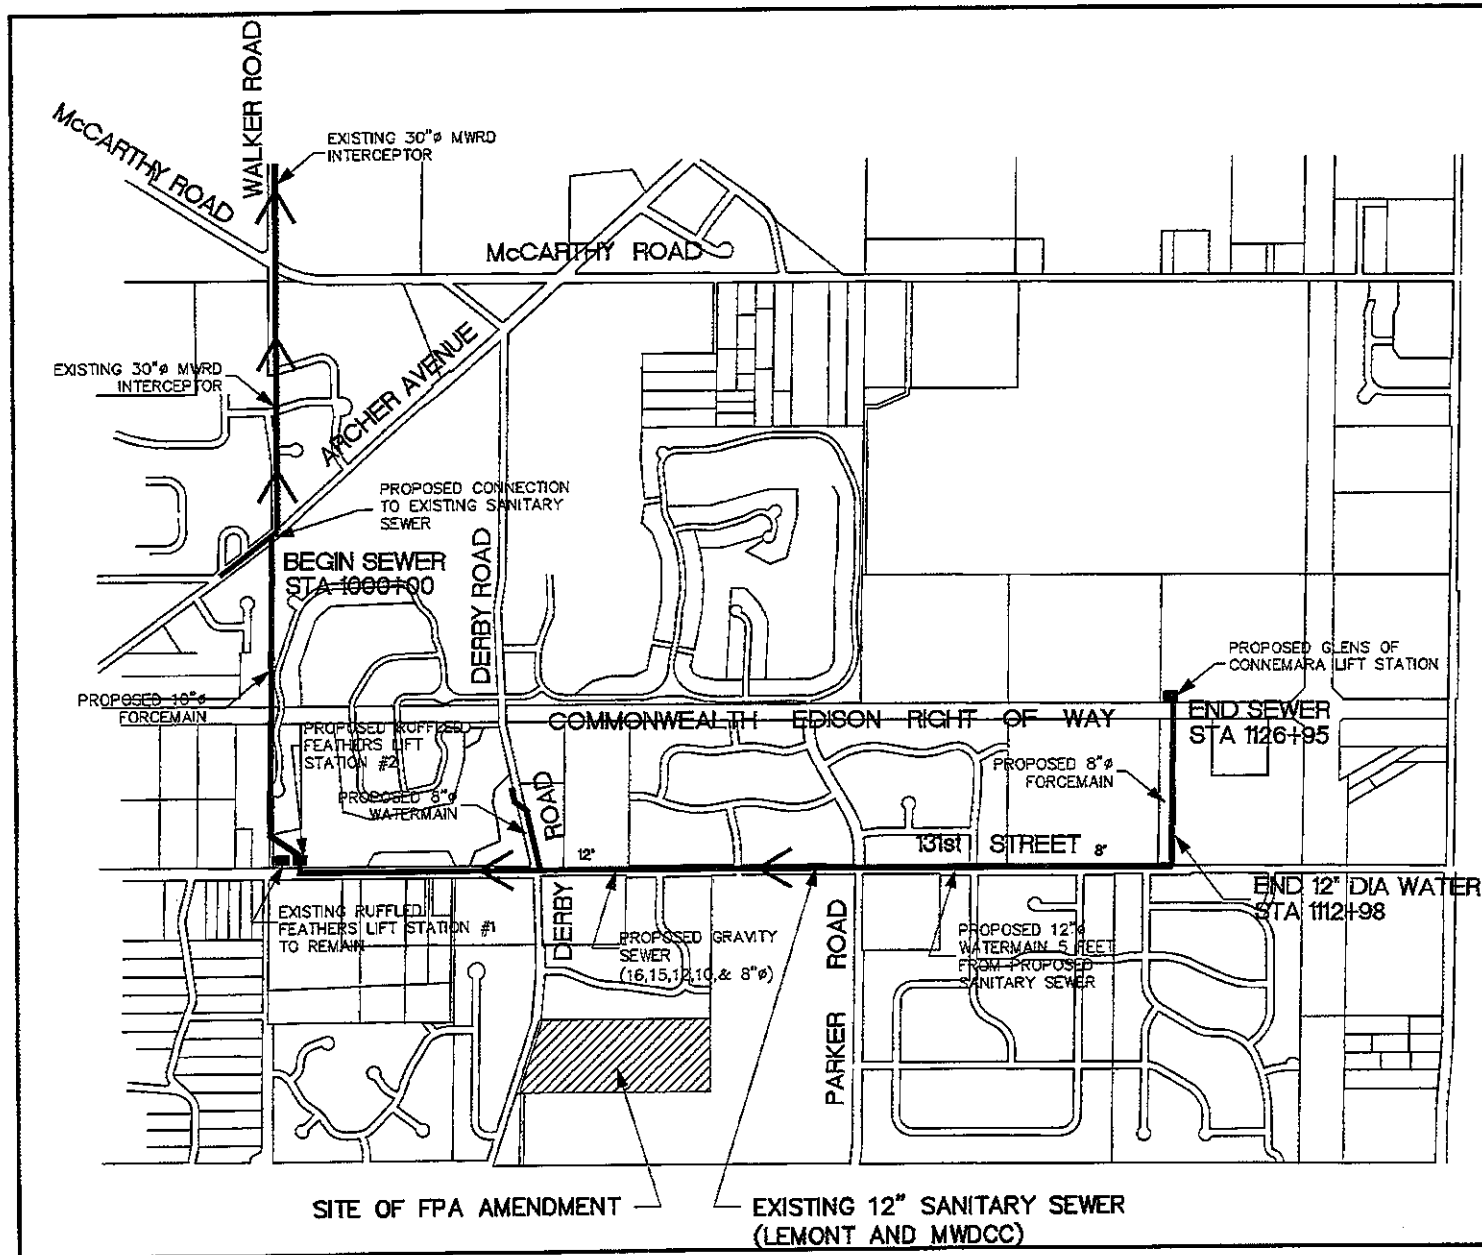 WALKER ROAD
McCARTHY ROAD
EXISTING 30"ø MWRD
INTERCEPTOR
McCARTHY ROAD
EXISTING 30"ø MWRD
INTERCEPTOR
ARCHER AVENUE
PROPOSED CONNECTION
TO EXISTING SANITARY
SEWER
BEGIN SEWER
STA 1000+00
DERBY ROAD
PROPOSED GLENS OF
CONNEMARA LIFT STATION
PROPOSED 10"ø
FORCEMAIN
COMMONWEALTH EDISON RIGHT OF WAY
END SEWER
STA 1126+95
PROPOSED RUFFLED
FEATHERS LIFT
STATION #2
PROPOSED 8"ø
FORCEMAIN
PROPOSED 8"ø
WATERMAIN
DERBY ROAD
12"
131st STREET
8"
END 12" DIA WATER
STA 1112+98
EXISTING RUFFLED
FEATHERS LIFT STATION #1
TO REMAIN
PROPOSED GRAVITY
SEWER
(16,15,12,10,& 8"ø)
PARKER ROAD
PROPOSED 12"ø
WATERMAIN 5 FEET
FROM PROPOSED
SANITARY SEWER
SITE OF FPA AMENDMENT
EXISTING 12" SANITARY SEWER
(LEMONT AND MWDCC)